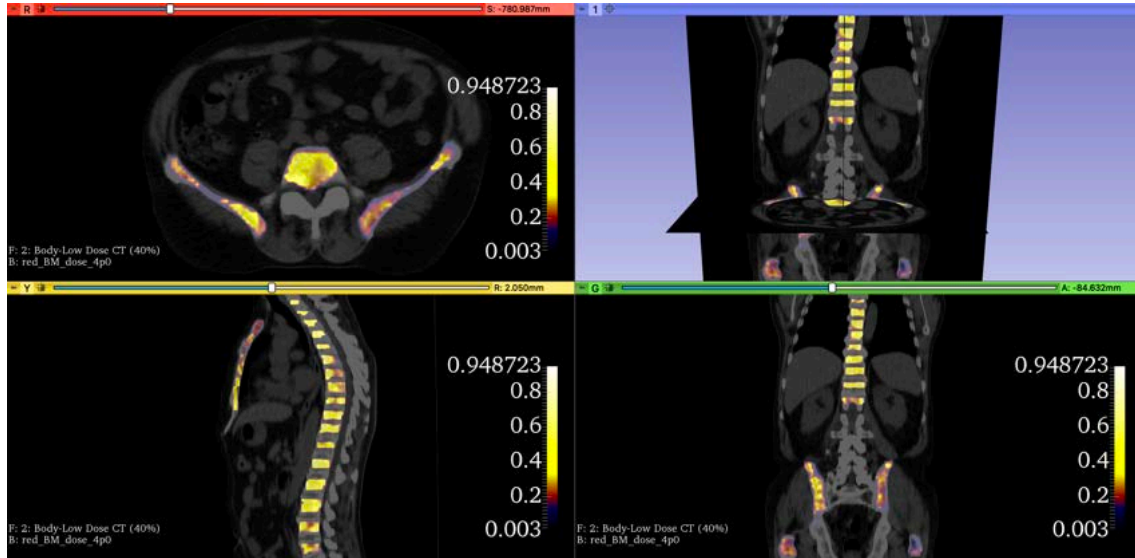 R S: -780.987mm
0.948723
0.8
0.6
0.4
0.2
0.003
F: 2: Body-Low Dose CT (40%)
B: red_BM_dose_4p0
1
Y R: 2.050mm
0.948723
0.8
0.6
0.4
0.2
0.003
F: 2: Body-Low Dose CT (40%)
B: red_BM_dose_4p0
G A: -84.632mm
0.948723
0.8
0.6
0.4
0.2
0.003
F: 2: Body-Low Dose CT (40%)
B: red_BM_dose_4p0